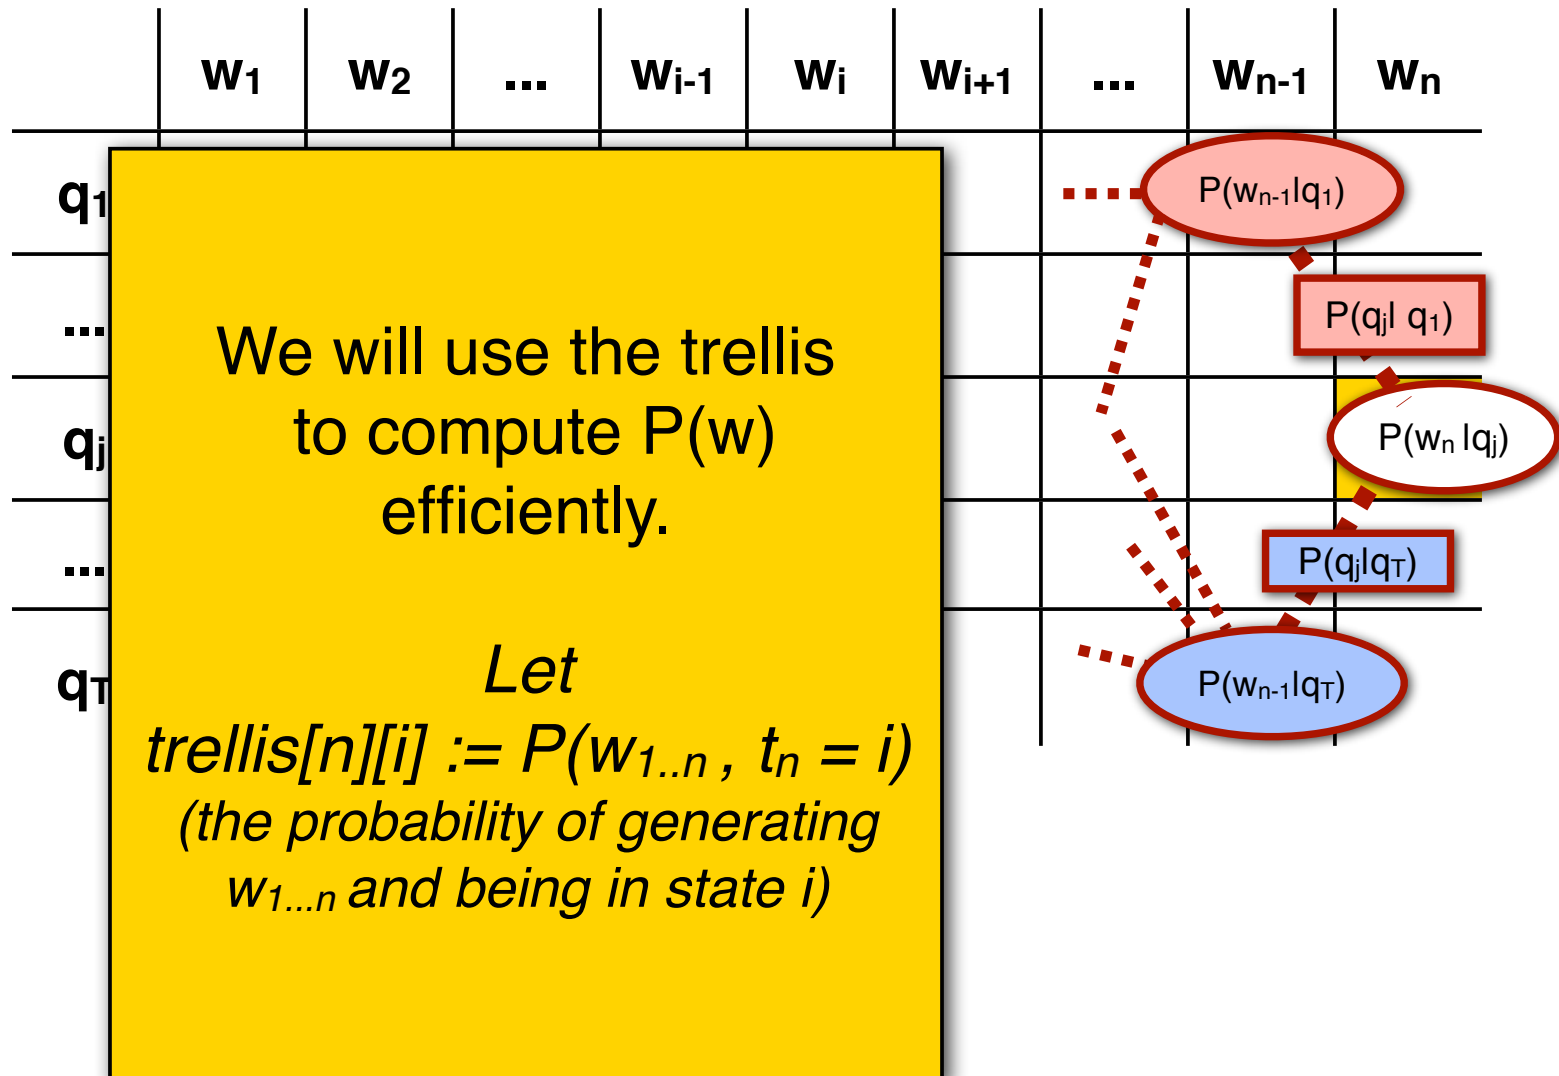 w1 w2 ... wi-1 wi wi+1 ... wn-1 wn
q1 P(wn-1|q1)
... P(qj| q1)
qj P(wn |qj)
... P(qj|qT)
qT P(wn-1|qT)
We will use the trellis
to compute P(w)
efficiently.
Let
trellis[n][i] := P(w1..n , tn = i)
(the probability of generating
w1...n and being in state i)